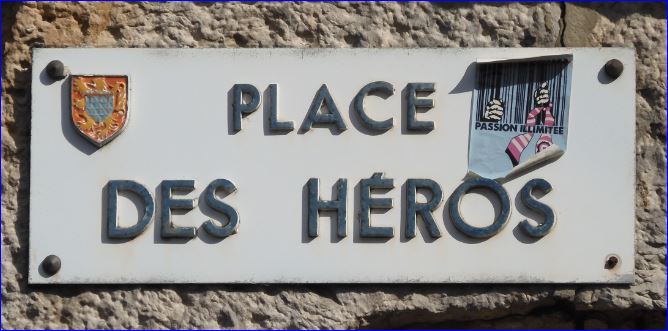 PLACE
PASSION ILLIMITÉE
DES HÉROS